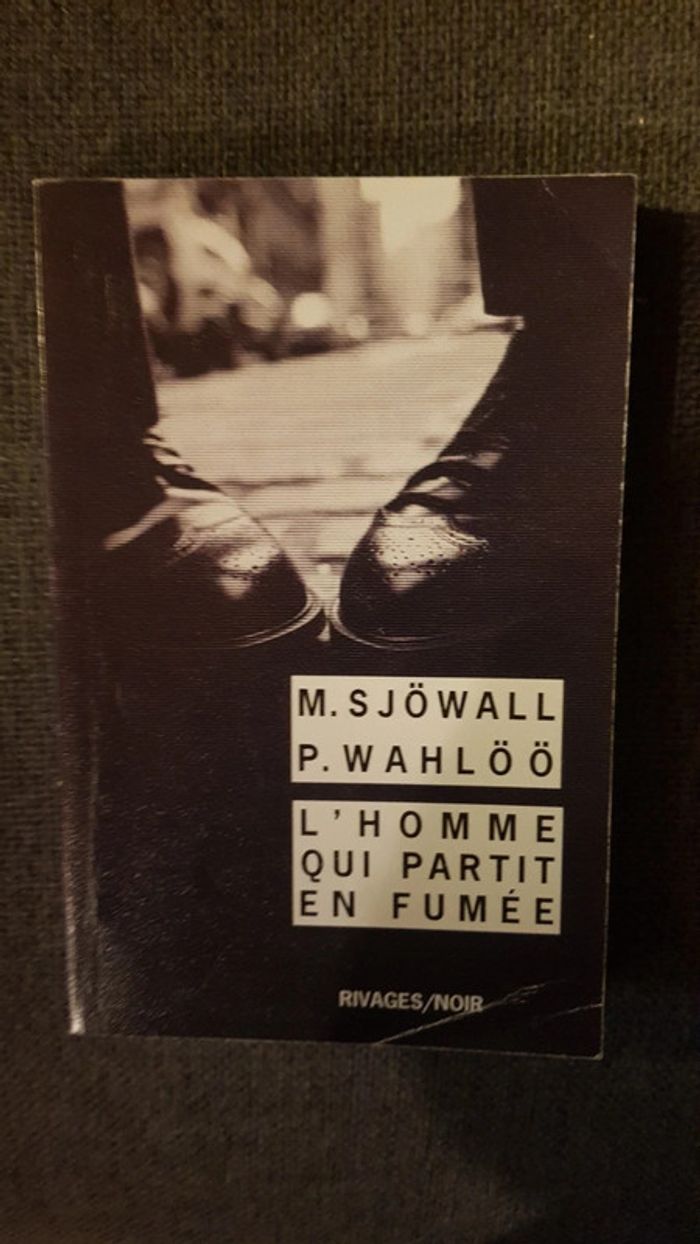 M. SJÖWALL
P. WAHLÖÖ
L'HOMME
QUI PARTIT
EN FUMÉE
RIVAGES/NOIR